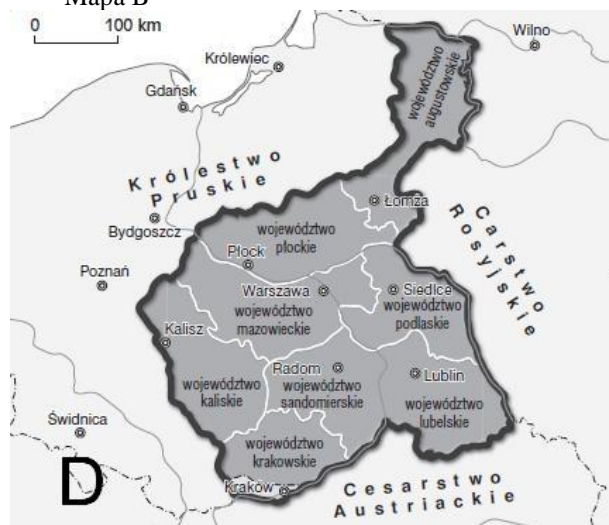 Mapa B
0 100 km
Wilno
Królewiec
Gdańsk
województwo
augustowskie
Królestwo
Pruskie
Łomża
Carstwo
Rosyjskie
Bydgoszcz
województwo
płockie
Płock
Poznań
Warszawa
województwo
mazowieckie
Siedlce
województwo
podlaskie
Kalisz
Radom
województwo
sandomierskie
Lublin
województwo
kaliskie
województwo
lubelskie
Świdnica
województwo
krakowskie
Kraków
Cesarstwo
Austriackie
D